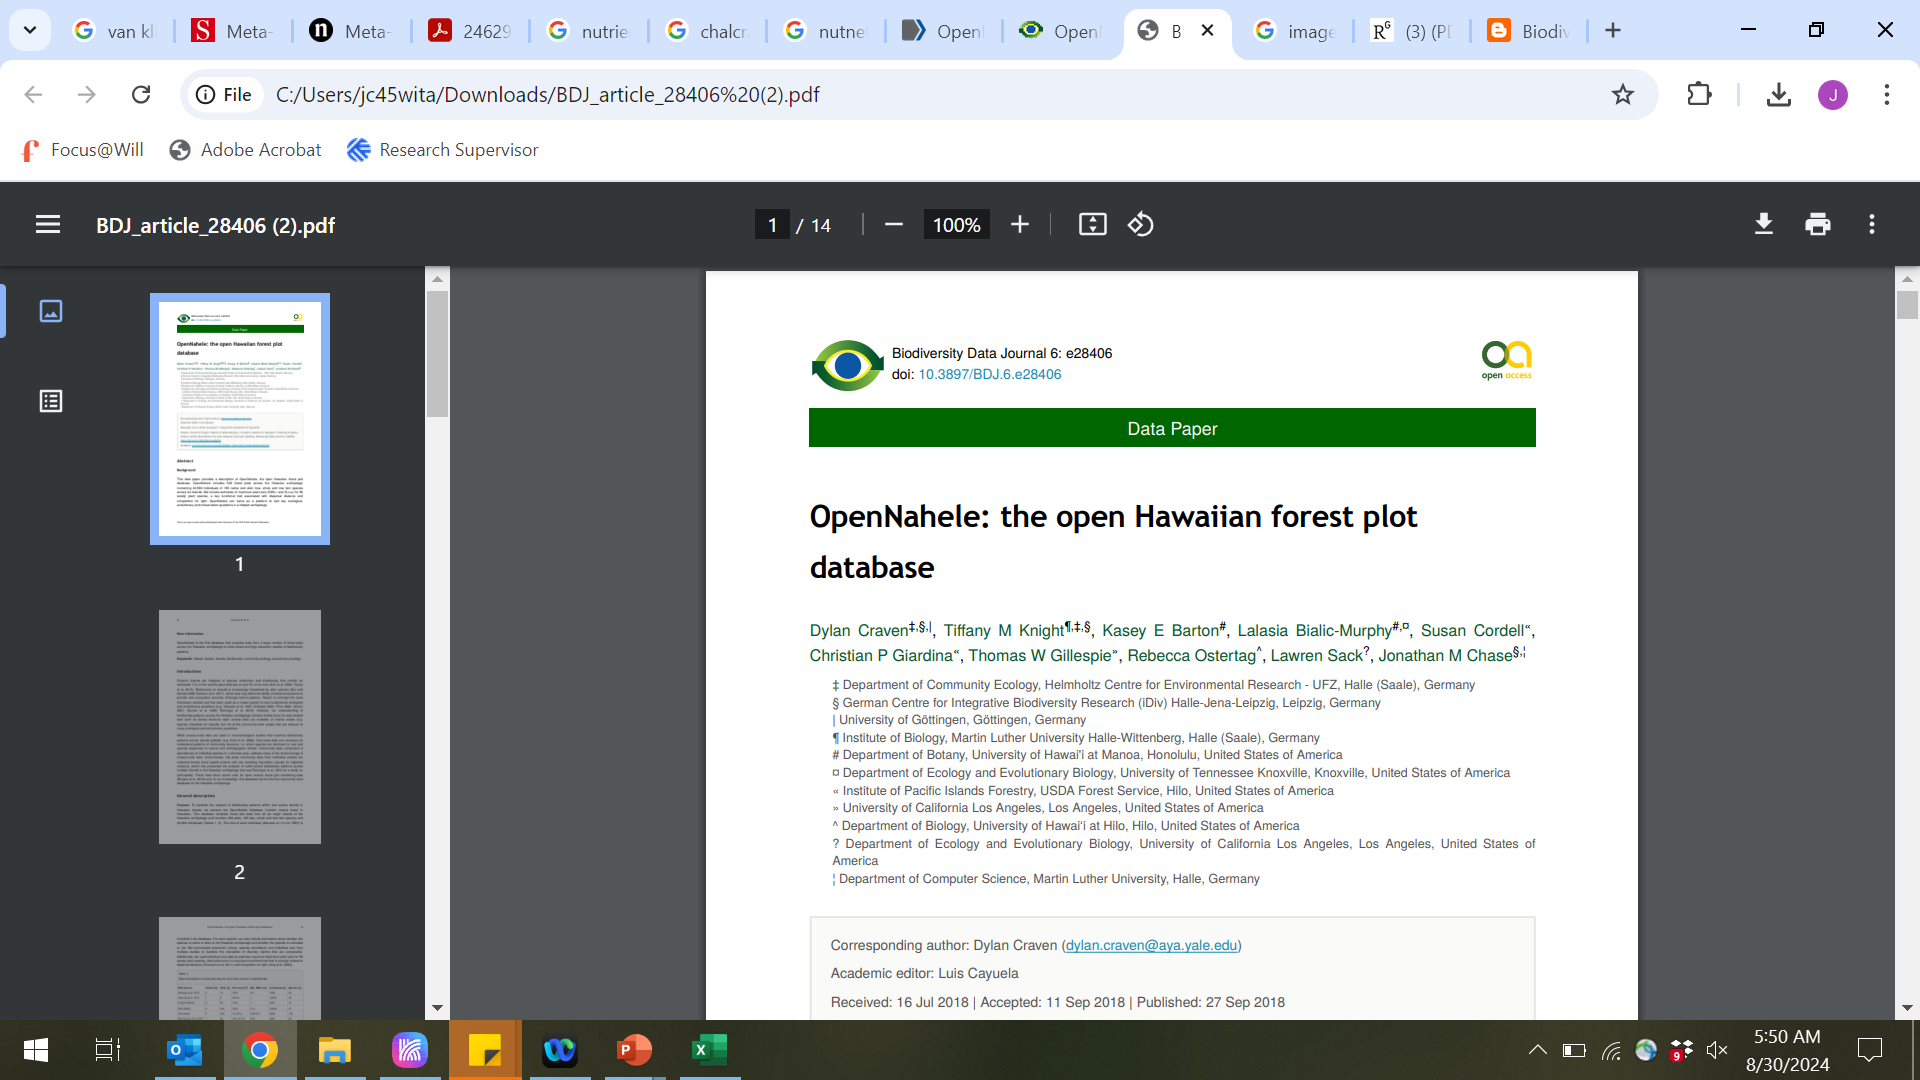 van kl
Meta-
Meta-
24629
nutrie
chalcr
nutne
Open
Open
B
image
(3) (P
Biodiv
File
C:/Users/jc45wita/Downloads/BDJ_article_28406%20(2).pdf
J
Focus@Will
Adobe Acrobat
Research Supervisor
BDJ_article_28406 (2).pdf
1 / 14
100%
1
2
Biodiversity Data Journal 6: e28406
doi: 10.3897/BDJ.6.e28406
open access
Data Paper
OpenNahele: the open Hawaiian forest plot
database
Dylan Craven‡,§,|, Tiffany M Knight¶,‡,§, Kasey E Barton#, Lalasia Bialic-Murphy#,¤, Susan Cordell«,
Christian P Giardina«, Thomas W Gillespie», Rebecca Ostertag^, Lawren Sack?, Jonathan M Chase§,¦
‡ Department of Community Ecology, Helmholtz Centre for Environmental Research - UFZ, Halle (Saale), Germany
§ German Centre for Integrative Biodiversity Research (iDiv) Halle-Jena-Leipzig, Leipzig, Germany
| University of Göttingen, Göttingen, Germany
¶ Institute of Biology, Martin Luther University Halle-Wittenberg, Halle (Saale), Germany
# Department of Botany, University of Hawai'i at Manoa, Honolulu, United States of America
¤ Department of Ecology and Evolutionary Biology, University of Tennessee Knoxville, Knoxville, United States of America
« Institute of Pacific Islands Forestry, USDA Forest Service, Hilo, United States of America
» University of California Los Angeles, Los Angeles, United States of America
^ Department of Biology, University of Hawai‘i at Hilo, Hilo, United States of America
? Department of Ecology and Evolutionary Biology, University of California Los Angeles, Los Angeles, United States of
America
¦ Department of Computer Science, Martin Luther University, Halle, Germany
Corresponding author: Dylan Craven (dylan.craven@aya.yale.edu)
Academic editor: Luis Cayuela
Received: 16 Jul 2018 | Accepted: 11 Sep 2018 | Published: 27 Sep 2018
5:50 AM
8/30/2024